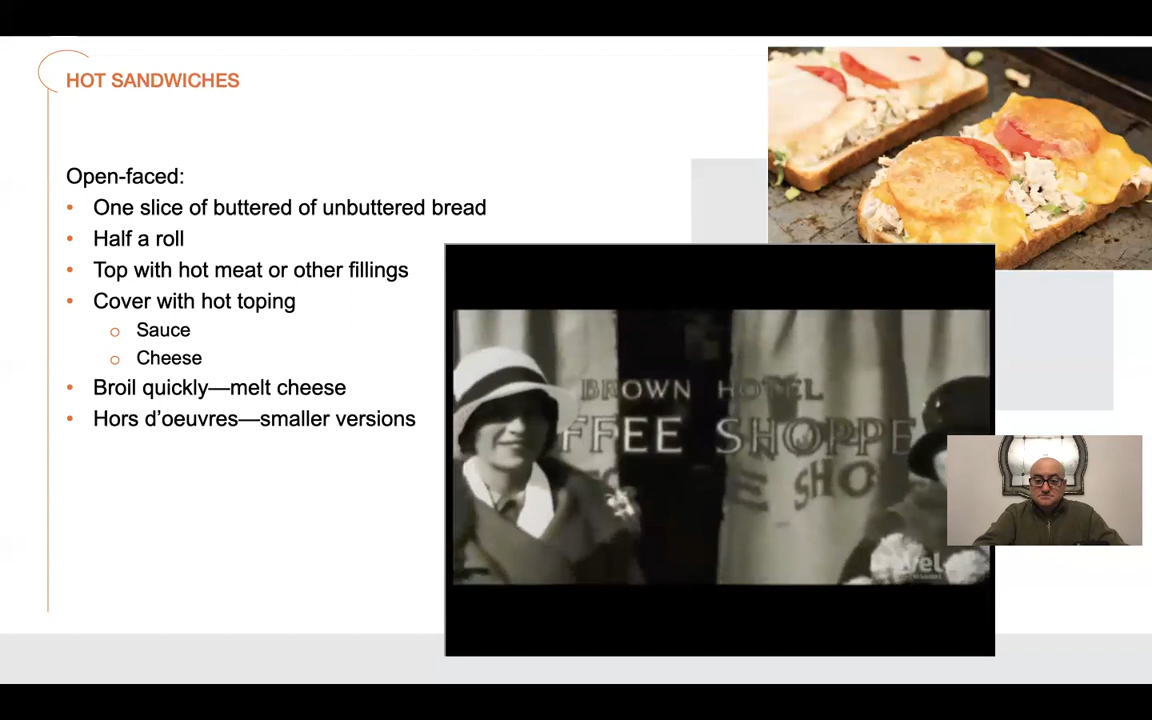 HOT SANDWICHES
Open-faced:
• One slice of buttered of unbuttered bread
• Half a roll
• Top with hot meat or other fillings
• Cover with hot toping
o Sauce
o Cheese
• Broil quickly—melt cheese
• Hors d’oeuvres—smaller versions
BROWN HOTEL
FFEE SHOPPE
E SHO
vel